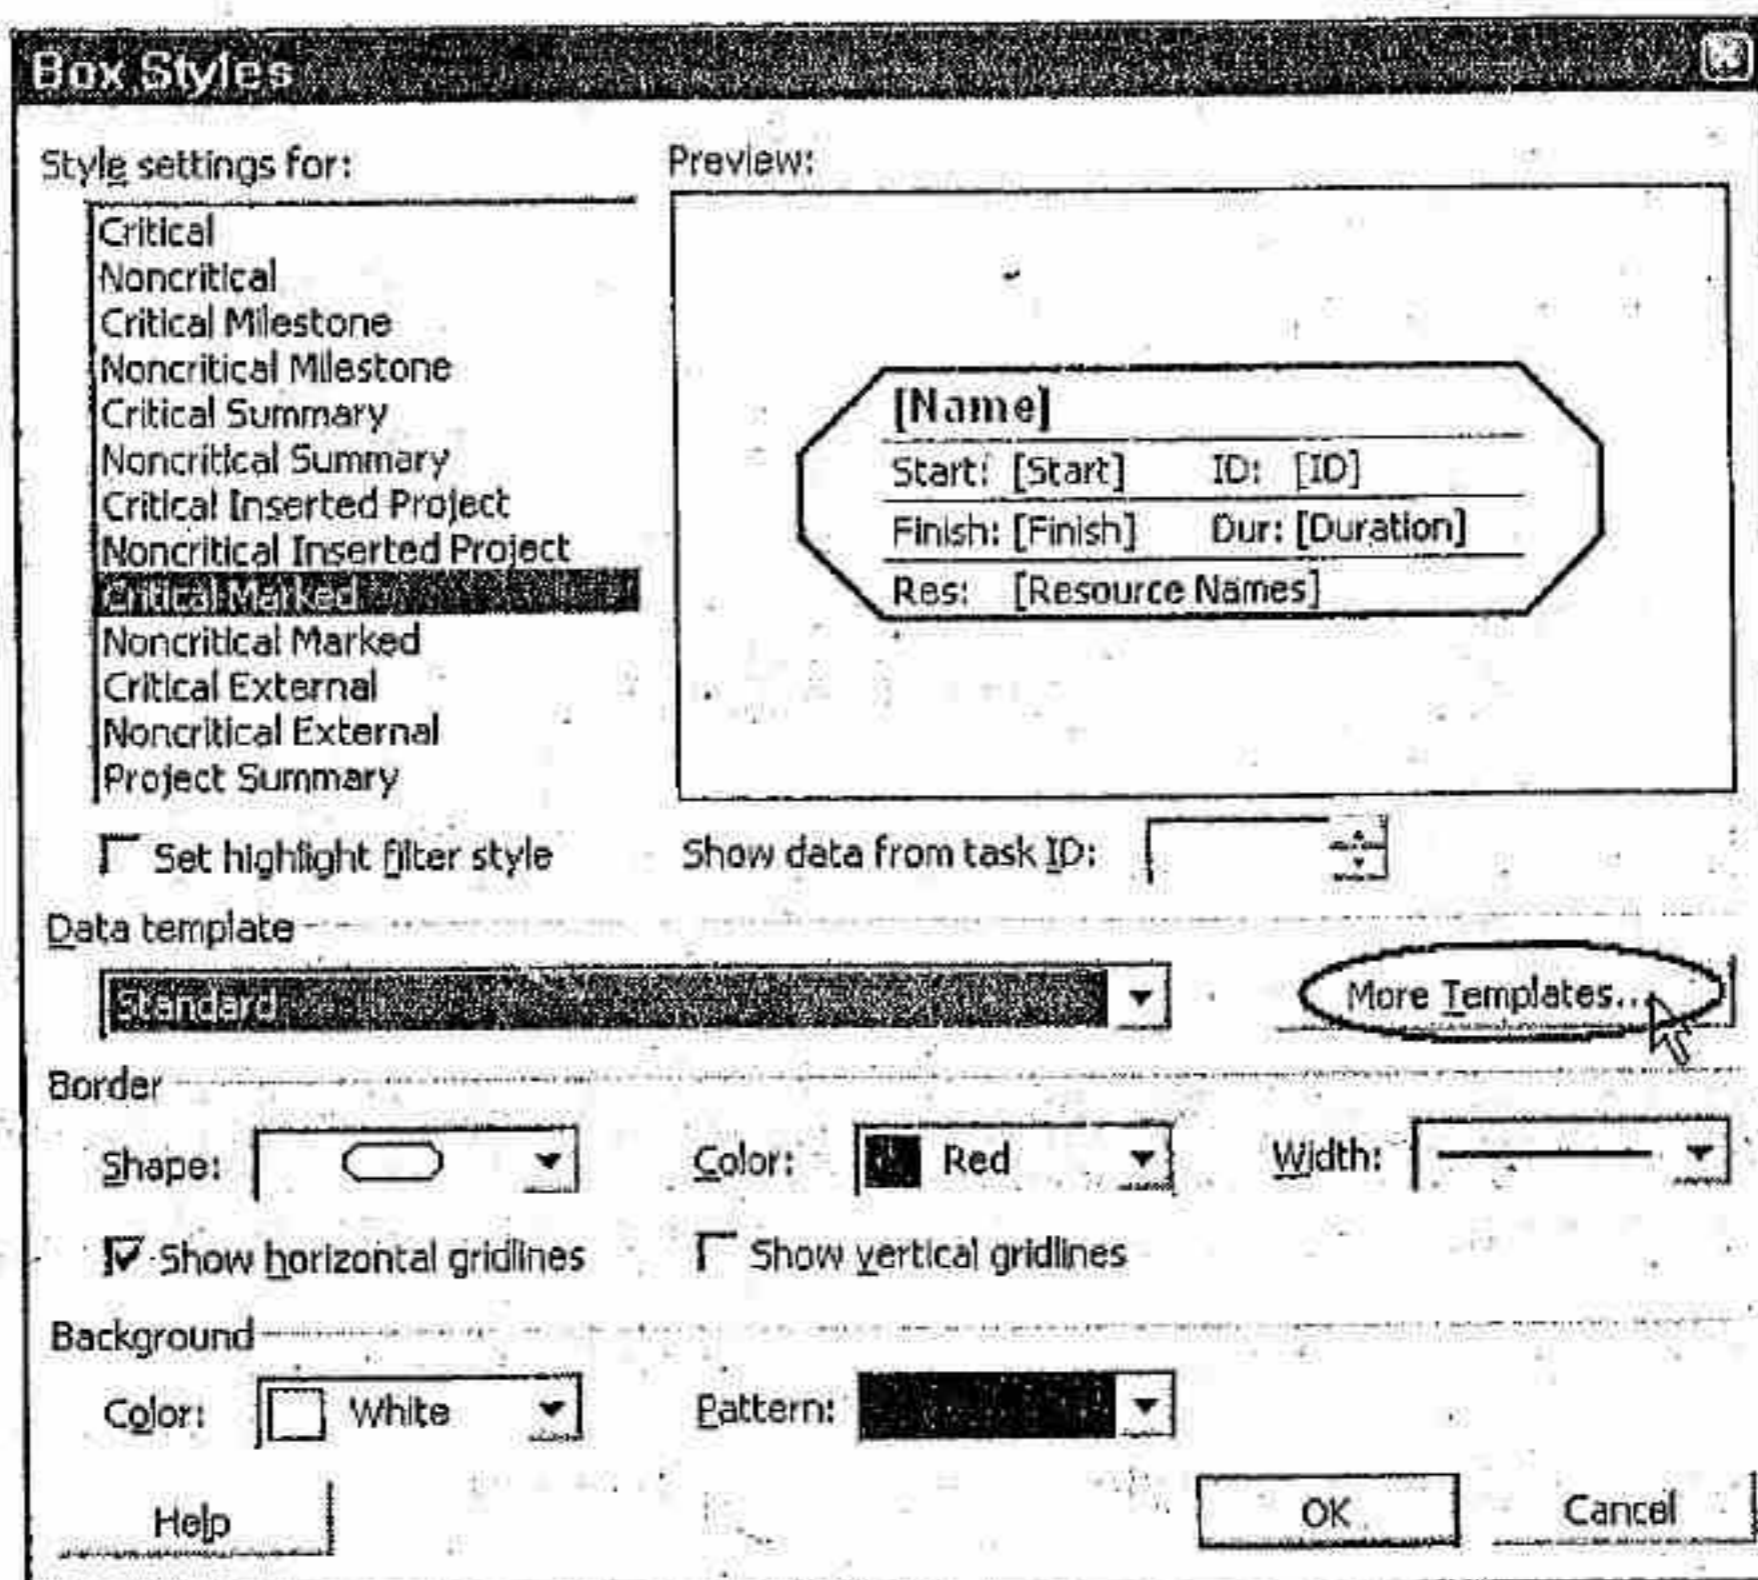 Box Styles
Style settings for:
Preview:
Critical
Noncritical
Critical Milestone
Noncritical Milestone
Critical Summary
Noncritical Summary
Critical Inserted Project
Noncritical Inserted Project
Critical Marked
Noncritical Marked
Critical External
Noncritical External
Project Summary
[Name]
Start: [Start] ID: [ID]
Finish: [Finish] Dur: [Duration]
Res: [Resource Names]
Set highlight filter style
Show data from task ID:
Data template
Standard
More Templates...
Border
Shape:
Color: Red
Width:
Show horizontal gridlines
Show vertical gridlines
Background
Color: White
Pattern:
Help
OK
Cancel